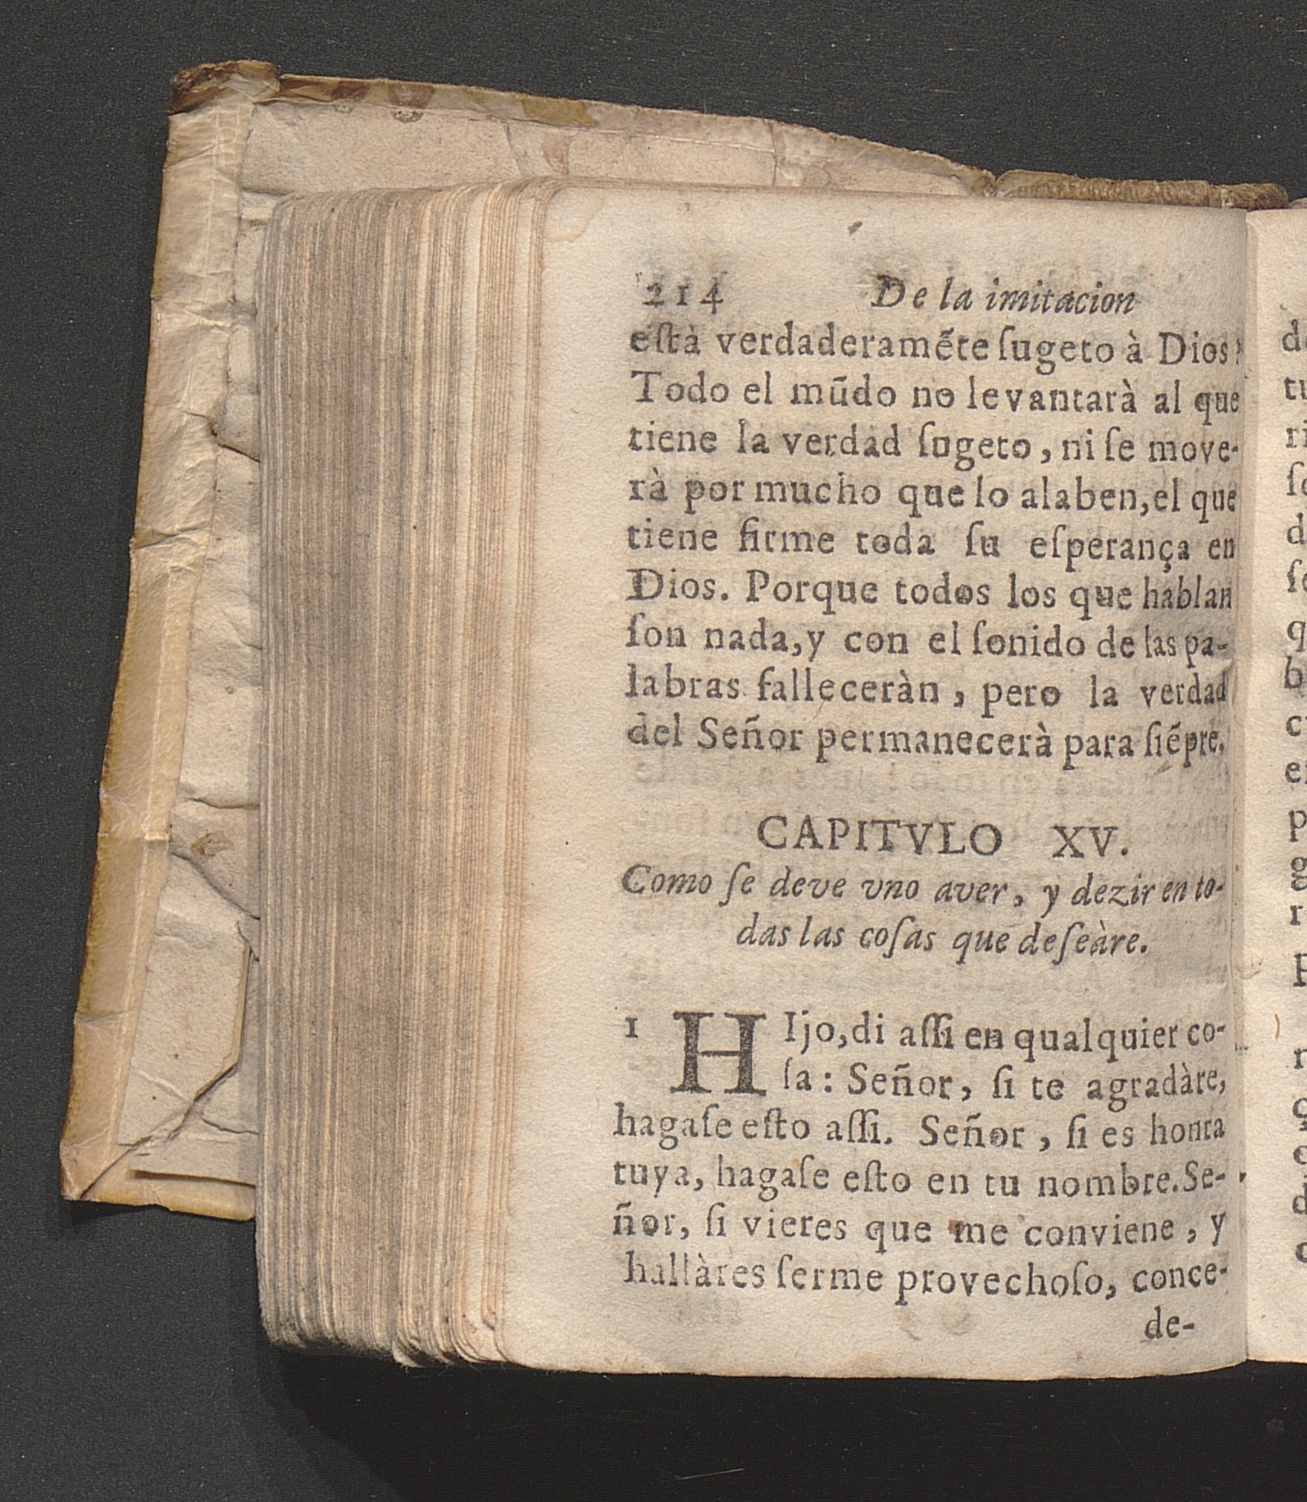 214 De la imitacion
eſtà verdaderamẽte ſugeto à Dios?
Todo el mũdo no levantarà al que
tiene la verdad ſugeto, ni ſe move-
rà por mucho que lo alaben, el que
tiene firme toda ſu eſperança en
Dios. Porque todos los que hablan
ſon nada, y con el ſonido de las pa-
labras falleceràn, pero la verdad
del Señor permanecerà para ſiẽpre.
CAPITVLO XV.
Como ſe deve vno aver, y dezir en to-
das las coſas que deſeàre.
1 HIjo, di aſſi en qualquier co-
ſa: Señor, ſi te agradàre,
hagaſe eſto aſſi. Señor, ſi es honra
tuya, hagaſe eſto en tu nombre. Se-
ñor, ſi vieres que me conviene, y
hallàres ſerme provechoſo, conce-
de-